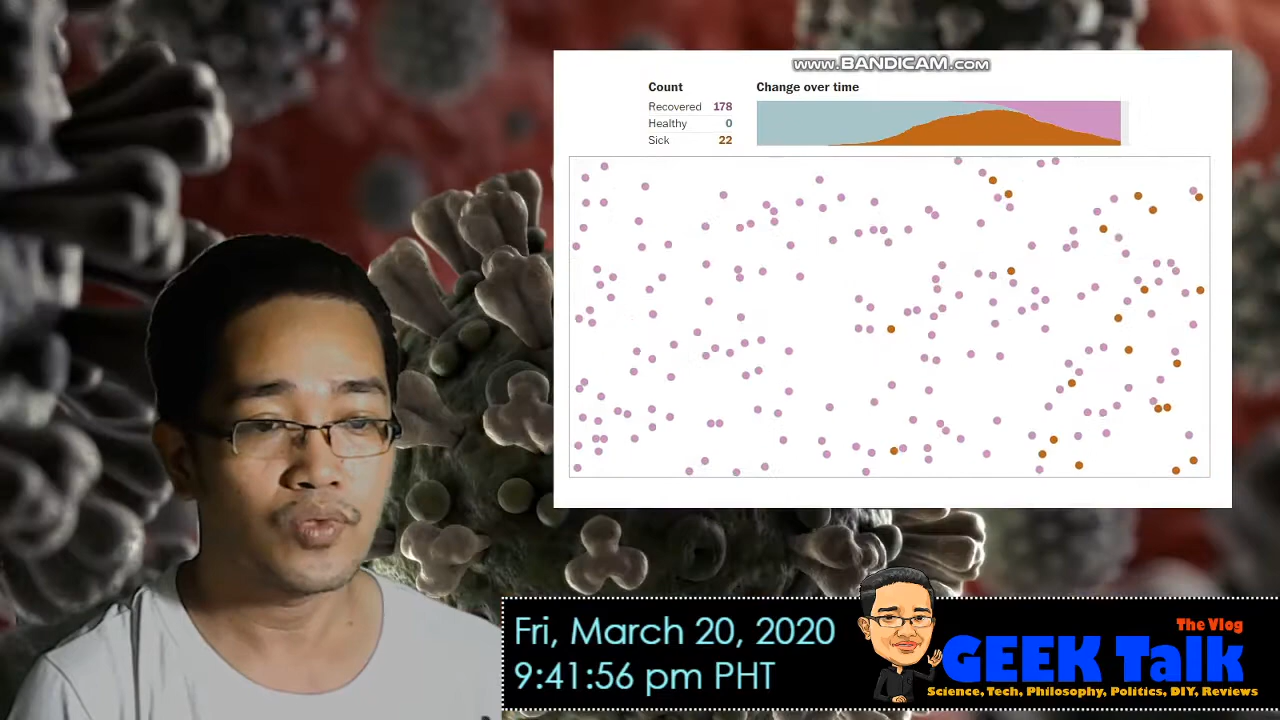 www.BANDICAM.com
Count
Change over time
Recovered 178
Healthy 0
Sick 22
Fri, March 20, 2020
9:41:56 pm PHT
The Vlog
GEEK Talk
Science, Tech, Philosophy, Politics, DIY, Reviews